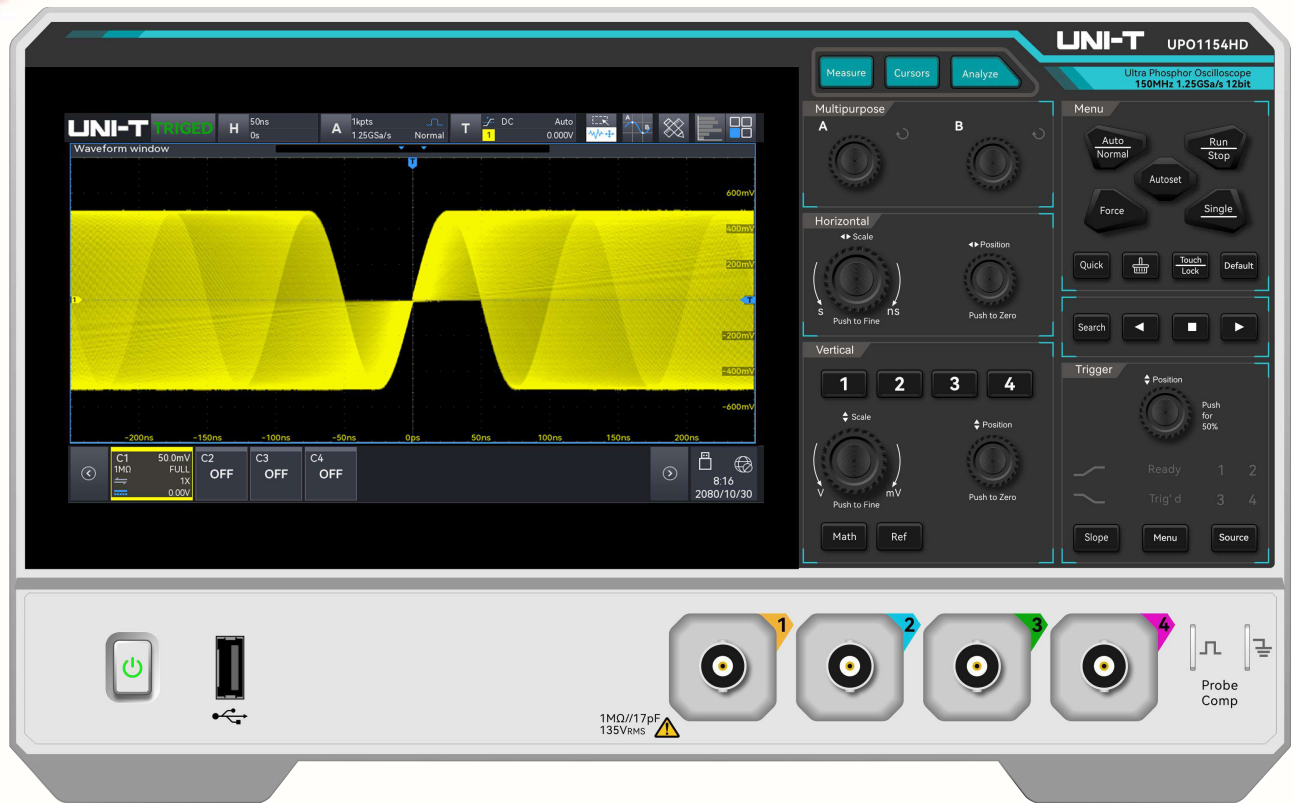 UNI-T UPO1154HD
Ultra Phosphor Oscilloscope
150MHz 1.25GSa/s 12bit
Measure Cursors Analyze
UNI-T TRIGED H 50ns 0s A 1kpts 1.25GSa/s Normal T DC 1 Auto 0.000V A B
Waveform window
T
600mV
400mV
200mV
1 T
-200mV
-400mV
-600mV
-200ns -150ns -100ns -50ns 0ps 50ns 100ns 150ns 200ns
C1 50.0mV
1MΩ FULL
1X
0.00V
C2
OFF
C3
OFF
C4
OFF
8:16
2080/10/30
Multipurpose
A B
Horizontal
Scale Position
s ns
Push to Fine Push to Zero
Vertical
1 2 3 4
Scale Position
V mV
Push to Fine Push to Zero
Math Ref
Menu
Auto
Normal
Run
Stop
Autoset
Force Single
Quick Touch
Lock Default
Search
Trigger
Position
Push
for
50%
Ready 1 2
Trig'd 3 4
Slope Menu Source
1 2 3 4
1MΩ//17pF
135VRMS
Probe
Comp